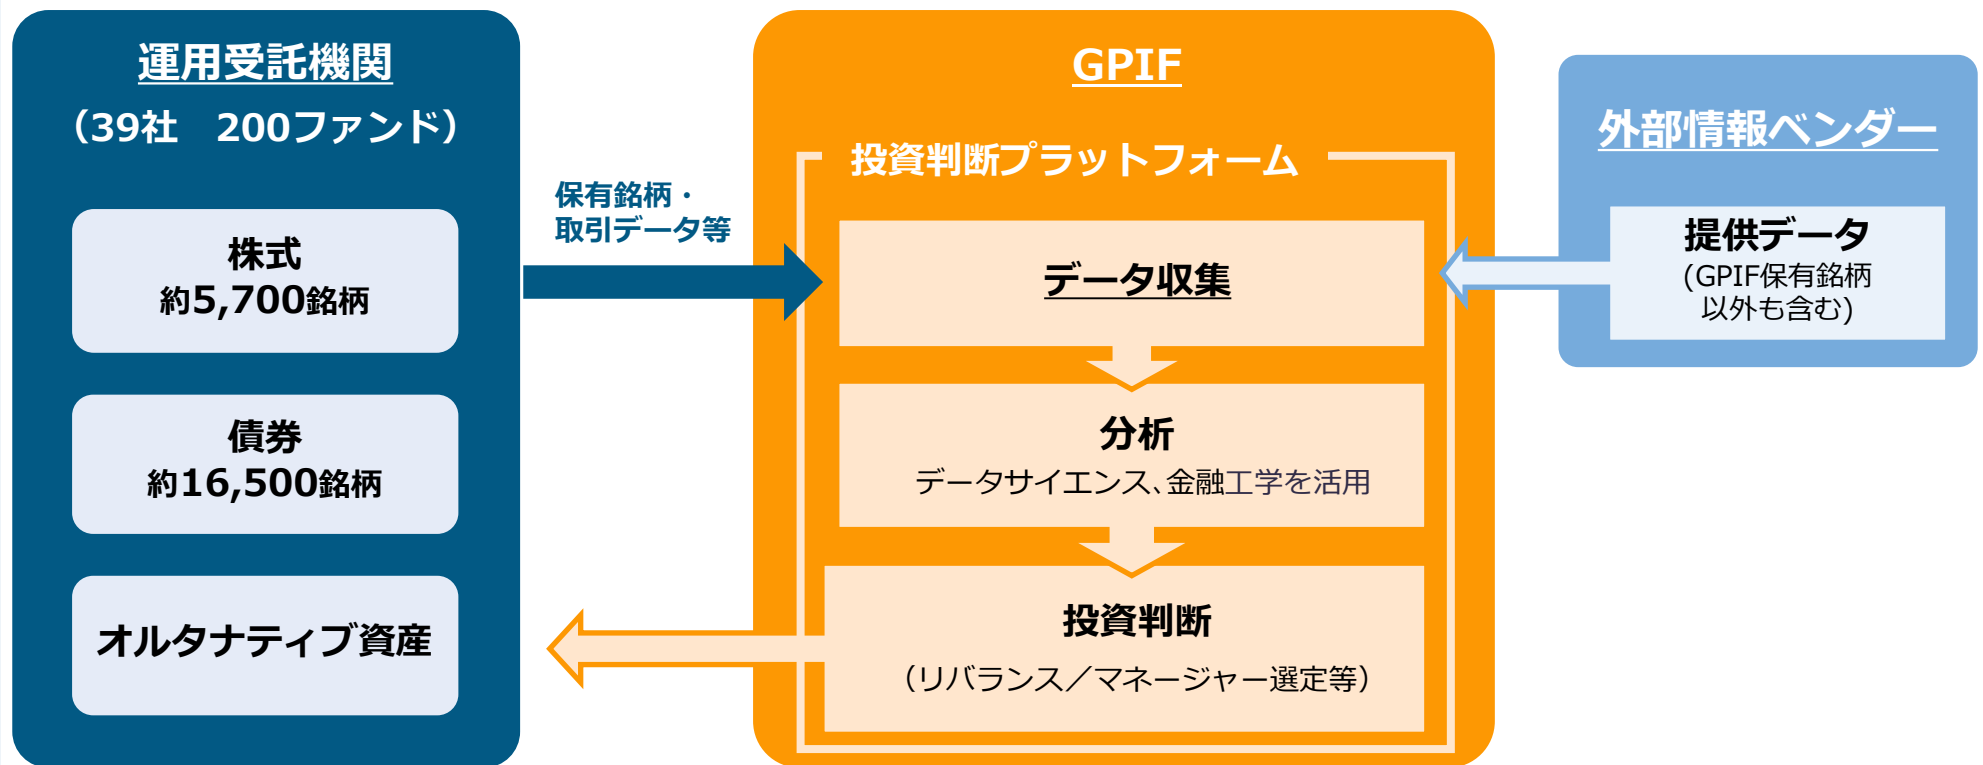 運用受託機関
（39社　200ファンド）
株式
約5,700銘柄
債券
約16,500銘柄
オルタナティブ資産
保有銘柄・
取引データ等
GPIF
投資判断プラットフォーム
データ収集
分析
データサイエンス、金融工学を活用
投資判断
（リバランス／マネージャー選定等）
外部情報ベンダー
提供データ
(GPIF保有銘柄
以外も含む)